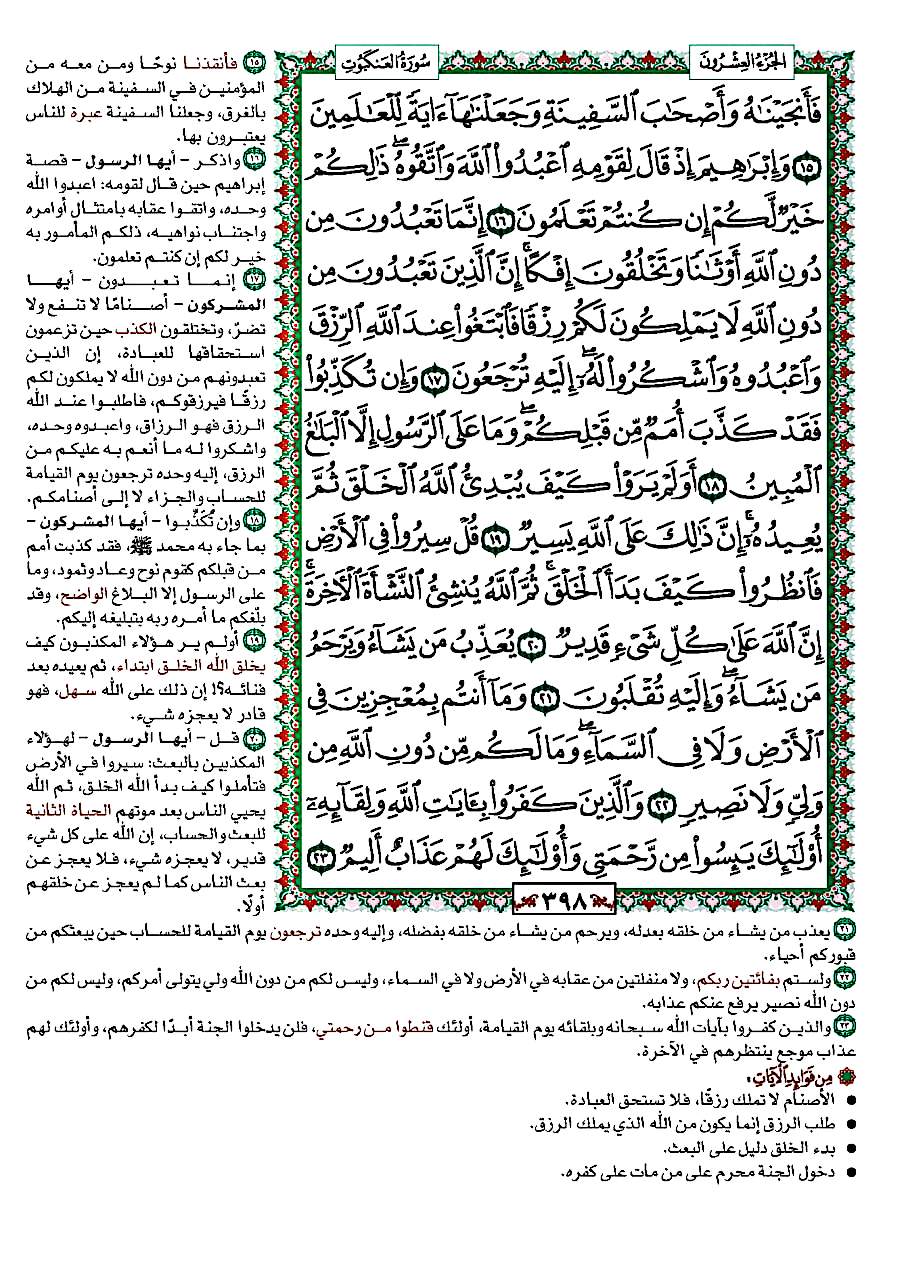 الجزء العشرون
سورة العنكبوت
فَأَنجَيْنَٰهُ وَأَصْحَٰبَ ٱلسَّفِينَةِ وَجَعَلْنَٰهَآ ءَايَةً لِّلْعَٰلَمِينَ
١٥ وَإِبْرَٰهِيمَ إِذْ قَالَ لِقَوْمِهِ ٱعْبُدُوا۟ ٱللَّهَ وَٱتَّقُوهُ ۖ ذَٰلِكُمْ
خَيْرٌ لَّكُمْ إِن كُنتُمْ تَعْلَمُونَ ١٦ إِنَّمَا تَعْبُدُونَ مِن
دُونِ ٱللَّهِ أَوْثَٰنًا وَتَخْلُقُونَ إِفْكًا ۚ إِنَّ ٱلَّذِينَ تَعْبُدُونَ مِن
دُونِ ٱللَّهِ لَا يَمْلِكُونَ لَكُمْ رِزْقًا فَٱبْتَغُوا۟ عِندَ ٱللَّهِ ٱلرِّزْقَ
وَٱعْبُدُوهُ وَٱشْكُرُوا۟ لَهُۥٓ ۖ إِلَيْهِ تُرْجَعُونَ ١٧ وَإِن تُكَذِّبُوا۟
فَقَدْ كَذَّبَ أُمَمٌ مِّن قَبْلِكُمْ ۖ وَمَا عَلَى ٱلرَّسُولِ إِلَّا ٱلْبَلَٰغُ
ٱلْمُبِينُ ١٨ أَوَلَمْ يَرَوْا۟ كَيْفَ يُبْدِئُ ٱللَّهُ ٱلْخَلْقَ ثُمَّ
يُعِيدُهُۥٓ ۚ إِنَّ ذَٰلِكَ عَلَى ٱللَّهِ يَسِيرٌ ١٩ قُلْ سِيرُوا۟ فِى ٱلْأَرْضِ
فَٱنظُرُوا۟ كَيْفَ بَدَأَ ٱلْخَلْقَ ۚ ثُمَّ ٱللَّهُ يُنشِئُ ٱلنَّشْأَةَ ٱلْءَاخِرَةَ ۚ
إِنَّ ٱللَّهَ عَلَىٰ كُلِّ شَىْءٍ قَدِيرٌ ٢٠ يُعَذِّبُ مَن يَشَآءُ وَيَرْحَمُ
مَن يَشَآءُ ۖ وَإِلَيْهِ تُقْلَبُونَ ٢١ وَمَآ أَنتُم بِمُعْجِزِينَ فِى
ٱلْأَرْضِ وَلَا فِى ٱلسَّمَآءِ ۖ وَمَا لَكُم مِّن دُونِ ٱللَّهِ مِن
وَلِىٍّ وَلَا نَصِيرٍ ٢٢ وَٱلَّذِينَ كَفَرُوا۟ بِـَٔايَٰتِ ٱللَّهِ وَلِقَآئِهِۦٓ
أُو۟لَٰٓئِكَ يَئِسُوا۟ مِن رَّحْمَتِى وَأُو۟لَٰٓئِكَ لَهُمْ عَذَابٌ أَلِيمٌ ٢٣
٣٩٨
١٥ فأنقذنا نوحًا ومن معه من
المؤمنين في السفينة من الهلاك
بالغرق، وجعلنا السفينة عبرة للناس
يعتبرون بها.
١٦ واذكر - أيها الرسول - قصة
إبراهيم حين قال لقومه: اعبدوا الله
وحده، واتقوا عقابه بامتثال أوامره
واجتناب نواهيه، ذلكم المأمور به
خير لكم إن كنتم تعلمون.
١٧ إنما تعبدون - أيها
المشركون - أصنامًا لا تنفع ولا
تضرّ، وتختلقون الكذب حين تزعمون
استحقاقها للعبادة، إن الذين
تعبدونهم من دون الله لا يملكون لكم
رزقًا فيرزقوكم، فاطلبوا عند الله
الرزق فهو الرزاق، واعبدوه وحده،
واشكروا له ما أنعم به عليكم من
الرزق، إليه وحده ترجعون يوم القيامة
للحساب والجزاء لا إلى أصنامكم.
١٨ وإن تُكَذِّبوا - أيها المشركون -
بما جاء به محمد ﷺ، فقد كذبت أمم
من قبلكم كقوم نوح وعاد وثمود، وما
على الرسول إلا البلاغ الواضح، وقد
بلّغكم ما أمره ربه بتبليغه إليكم.
١٩ أولم ير هؤلاء المكذبون كيف
يخلق الله الخلق ابتداء، ثم يعيده بعد
فنائه؟! إن ذلك على الله سهل، فهو
قادر لا يعجزه شيء.
٢٠ قل - أيها الرسول - لهؤلاء
المكذبين بالبعث: سيروا في الأرض
فتأملوا كيف بدأ الله الخلق، ثم الله
يحيي الناس بعد موتهم الحياة الثانية
للبعث والحساب، إن الله على كل شيء
قدير، لا يعجزه شيء، فلا يعجز عن
بعث الناس كما لم يعجز عن خلقهم
أولًا.
٢١ يعذب من يشاء من خلقه بعدله، ويرحم من يشاء من خلقه بفضله، وإليه وحده ترجعون يوم القيامة للحساب حين يبعثكم من
قبوركم أحياء.
٢٢ ولستم بفائتين ربكم، ولا منفلتين من عقابه في الأرض ولا في السماء، وليس لكم من دون الله ولي يتولى أمركم، وليس لكم من
دون الله نصير يرفع عنكم عذابه.
٢٣ والذين كفروا بآيات الله سبحانه وبلقائه يوم القيامة، أولئك قنطوا من رحمتي، فلن يدخلوا الجنة أبدًا لكفرهم، وأولئك لهم
عذاب موجع ينتظرهم في الآخرة.
من فوائد الآيات:
• الأصنام لا تملك رزقًا، فلا تستحق العبادة.
• طلب الرزق إنما يكون من الله الذي يملك الرزق.
• بدء الخلق دليل على البعث.
• دخول الجنة محرم على من مات على كفره.